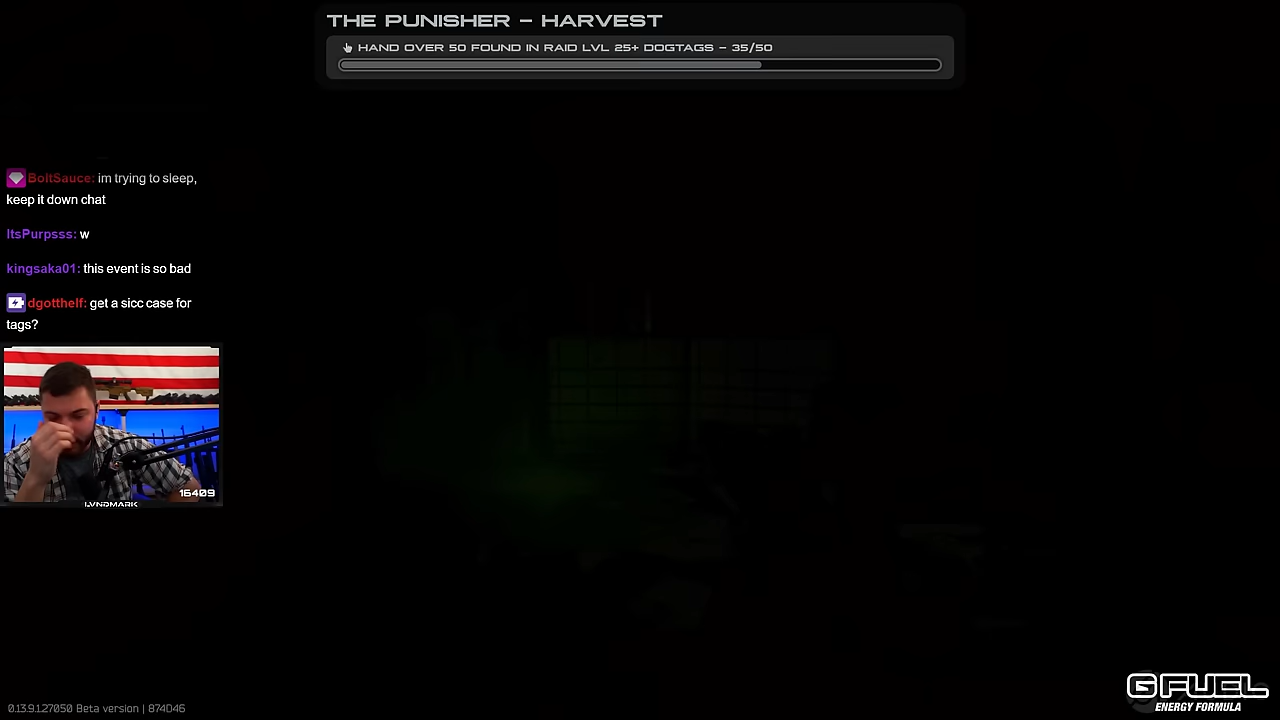 THE PUNISHER - HARVEST
HAND OVER 50 FOUND IN RAID LVL 25+ DOGTAGS - 35/50
BoltSauce: im trying to sleep,
keep it down chat
ItsPurpsss: w
kingsaka01: this event is so bad
dgotthelf: get a sicc case for
tags?
16409
LVNDMARK
G FUEL
ENERGY FORMULA
0.13.9.1.27050 Beta version | 874D46